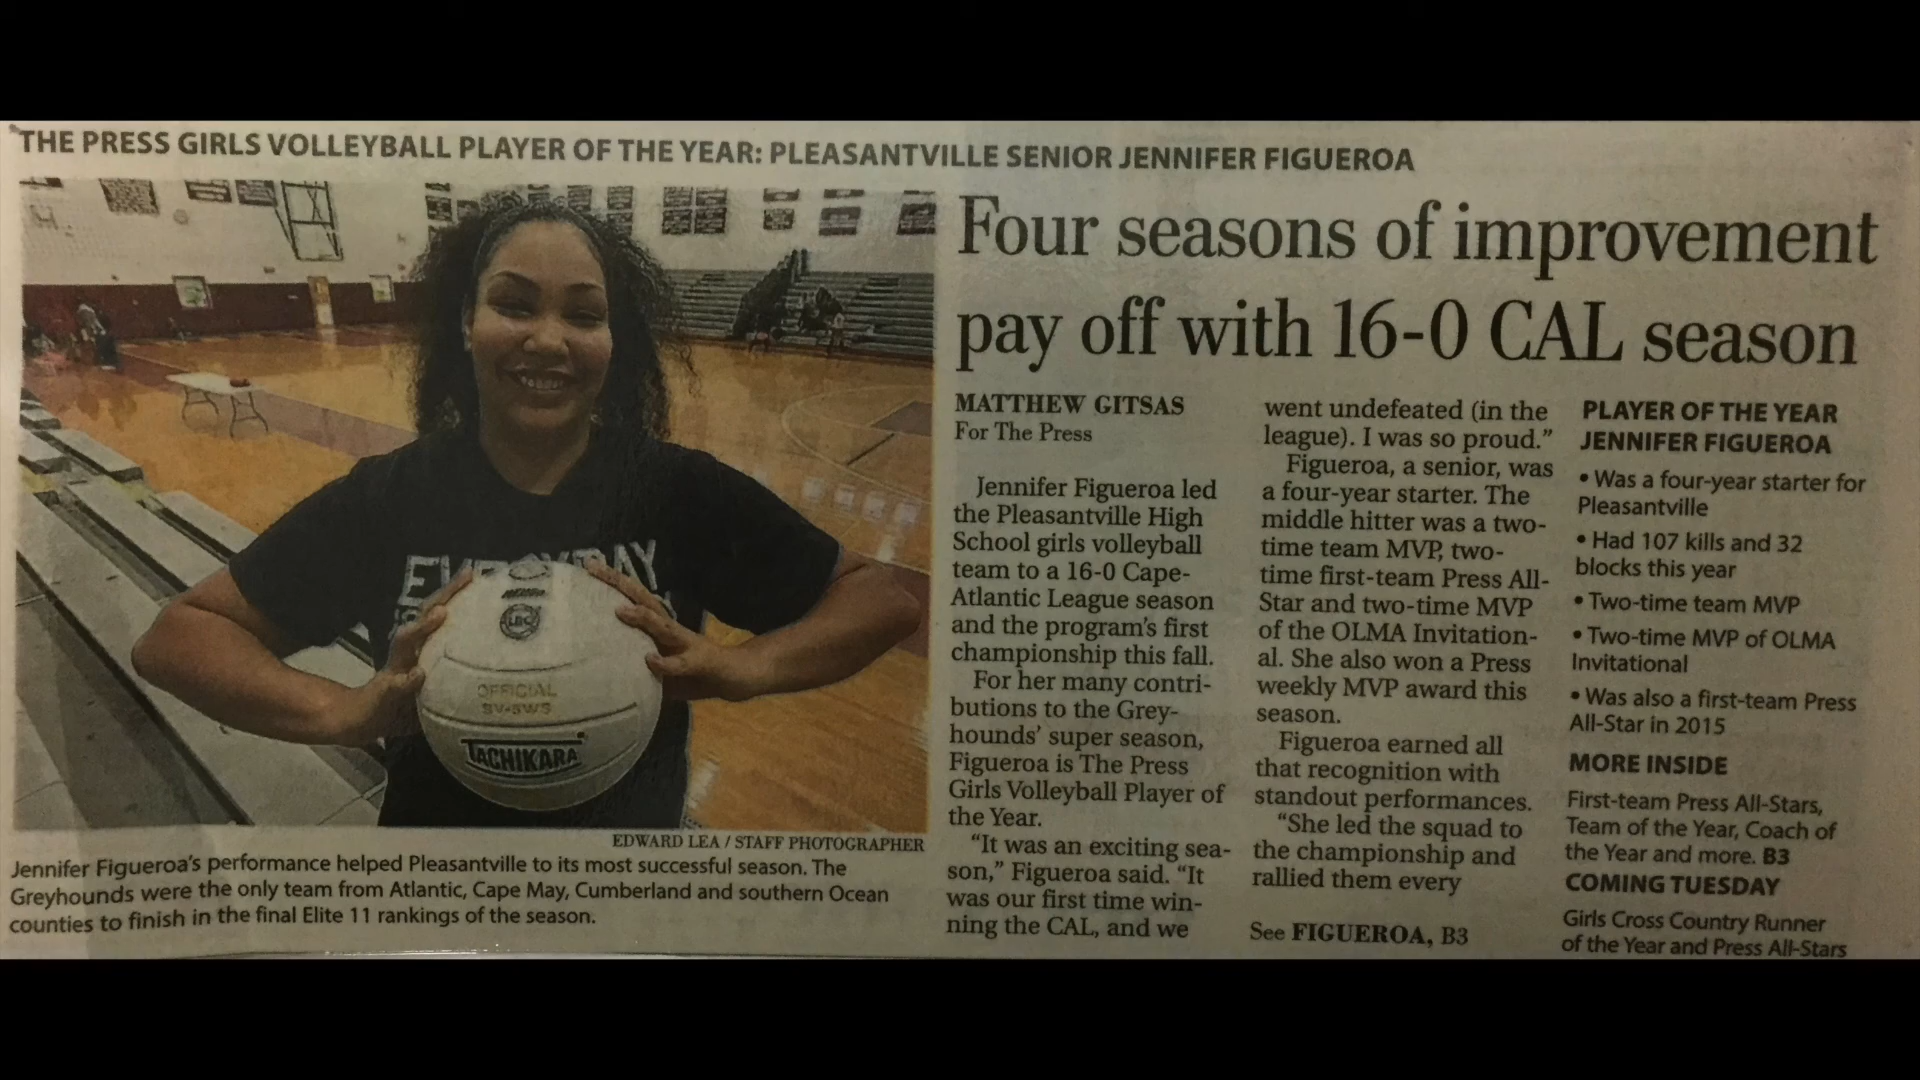 THE PRESS GIRLS VOLLEYBALL PLAYER OF THE YEAR: PLEASANTVILLE SENIOR JENNIFER FIGUEROA
OFFICIAL
SV-5WS
TACHIKARA
EDWARD LEA / STAFF PHOTOGRAPHER
Jennifer Figueroa's performance helped Pleasantville to its most successful season. The
Greyhounds were the only team from Atlantic, Cape May, Cumberland and southern Ocean
counties to finish in the final Elite 11 rankings of the season.
Four seasons of improvement
pay off with 16-0 CAL season
MATTHEW GITSAS
For The Press
Jennifer Figueroa led
the Pleasantville High
School girls volleyball
team to a 16-0 Cape-
Atlantic League season
and the program's first
championship this fall.
For her many contri-
butions to the Grey-
hounds' super season,
Figueroa is The Press
Girls Volleyball Player of
the Year.
"It was an exciting sea-
son," Figueroa said. "It
was our first time win-
ning the CAL, and we
went undefeated (in the
league). I was so proud."
Figueroa, a senior, was
a four-year starter. The
middle hitter was a two-
time team MVP, two-
time first-team Press All-
Star and two-time MVP
of the OLMA Invitation-
al. She also won a Press
weekly MVP award this
season.
Figueroa earned all
that recognition with
standout performances.
"She led the squad to
the championship and
rallied them every
See FIGUEROA, B3
PLAYER OF THE YEAR
JENNIFER FIGUEROA
• Was a four-year starter for
Pleasantville
• Had 107 kills and 32
blocks this year
• Two-time team MVP
• Two-time MVP of OLMA
Invitational
• Was also a first-team Press
All-Star in 2015
MORE INSIDE
First-team Press All-Stars,
Team of the Year, Coach of
the Year and more. B3
COMING TUESDAY
Girls Cross Country Runner
of the Year and Press All-Stars